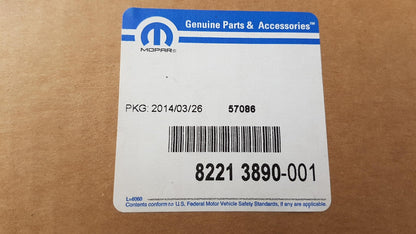 Genuine Parts & Accessories™
MOPAR®
PKG: 2014/03/26 57086
8221 3890-001
L=6060
Contents conform to U.S. Federal Motor Vehicle Safety Standards, if any are applicable.